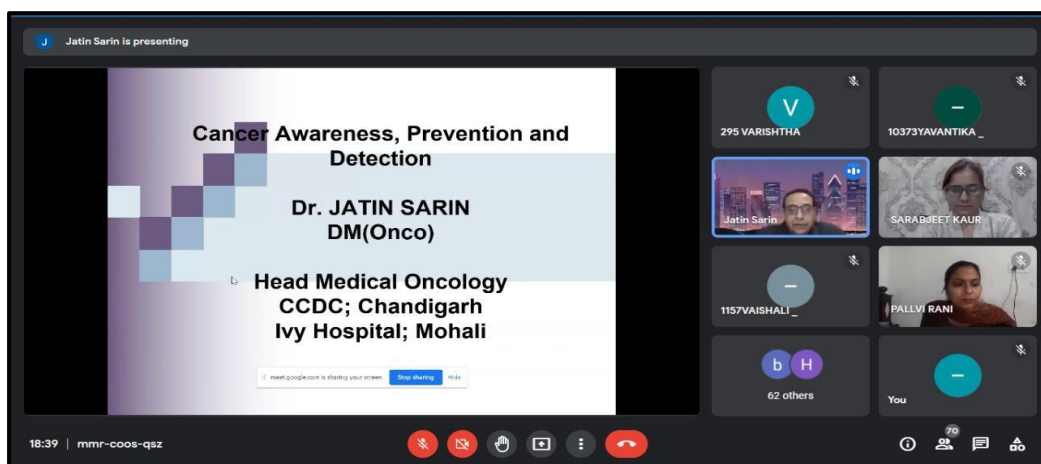 J Jatin Sarin is presenting
Cancer Awareness, Prevention and
Detection
Dr. JATIN SARIN
DM(Onco)
Head Medical Oncology
CCDC; Chandigarh
Ivy Hospital; Mohali
meet.google.com is sharing your screen. Stop sharing Hide
V
295 VARISHTHA
10373YAVANTIKA _
Jatin Sarin
SARABJEET KAUR
1157VAISHALI _
PALLVI RANI
b H
62 others
You
18:39 | mmr-coos-qsz
70